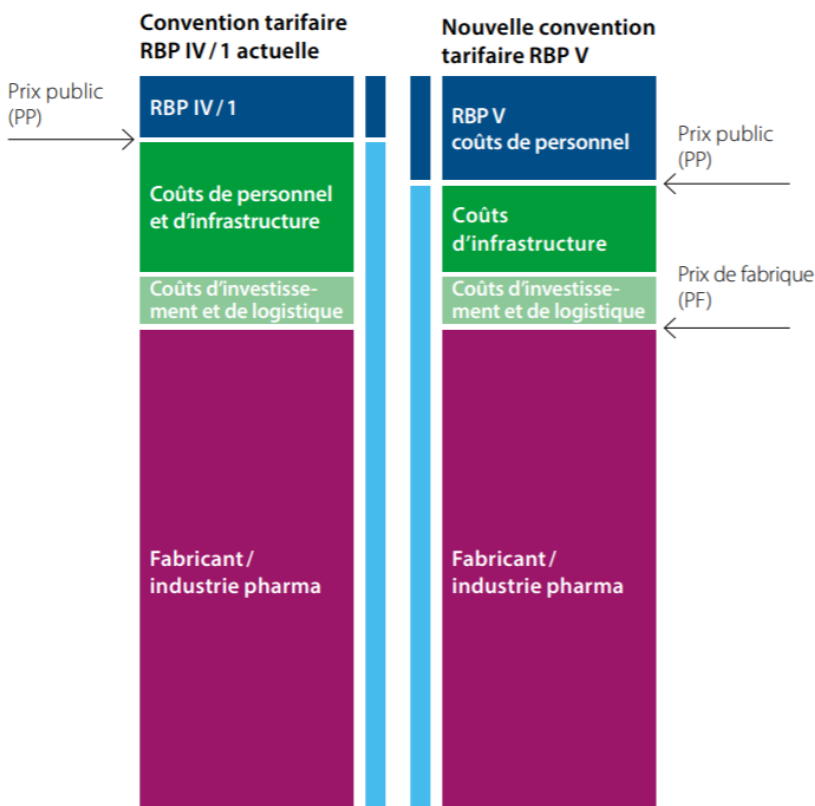 Convention tarifaire
RBP IV / 1 actuelle
Nouvelle convention
tarifaire RBP V
Prix public
(PP)
RBP IV / 1
Coûts de personnel
et d’infrastructure
Coûts d’investisse-
ment et de logistique
Fabricant /
industrie pharma
RBP V
coûts de personnel
Coûts
d’infrastructure
Coûts d’investisse-
ment et de logistique
Fabricant /
industrie pharma
Prix public
(PP)
Prix de fabrique
(PF)